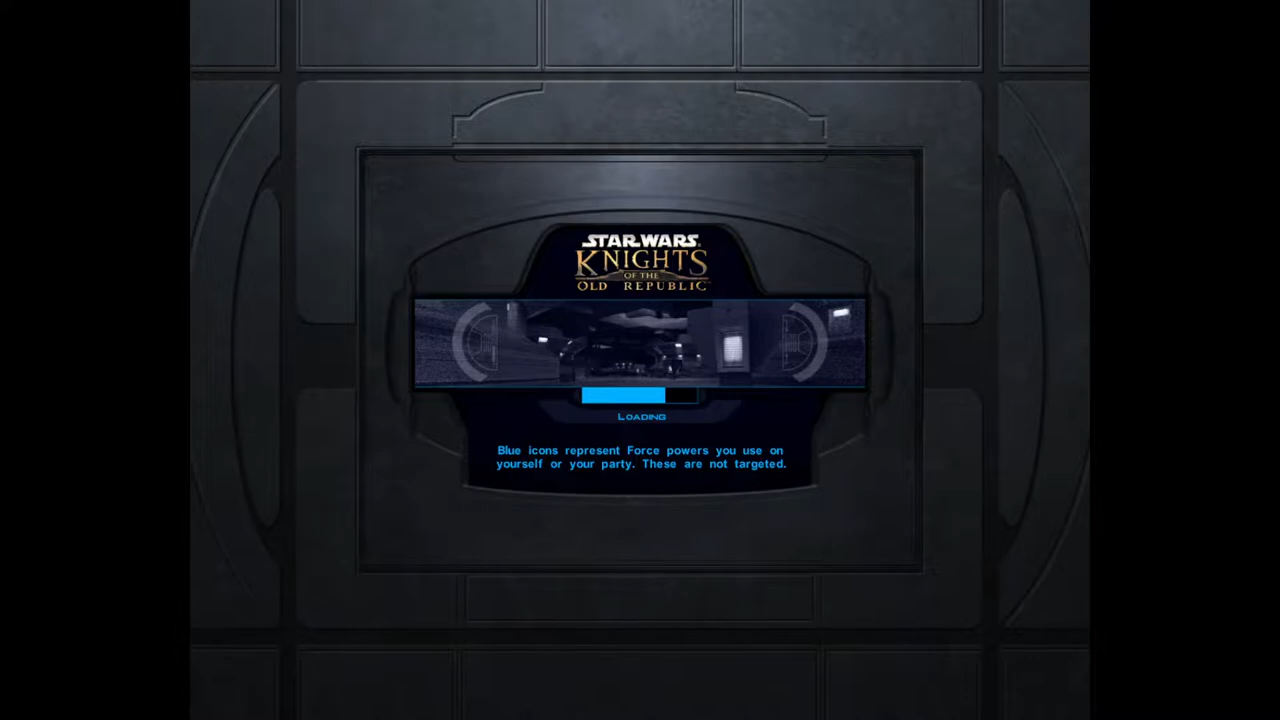 STAR WARS
KNIGHTS
OF THE
OLD REPUBLIC
LOADING
Blue icons represent Force powers you use on
yourself or your party. These are not targeted.